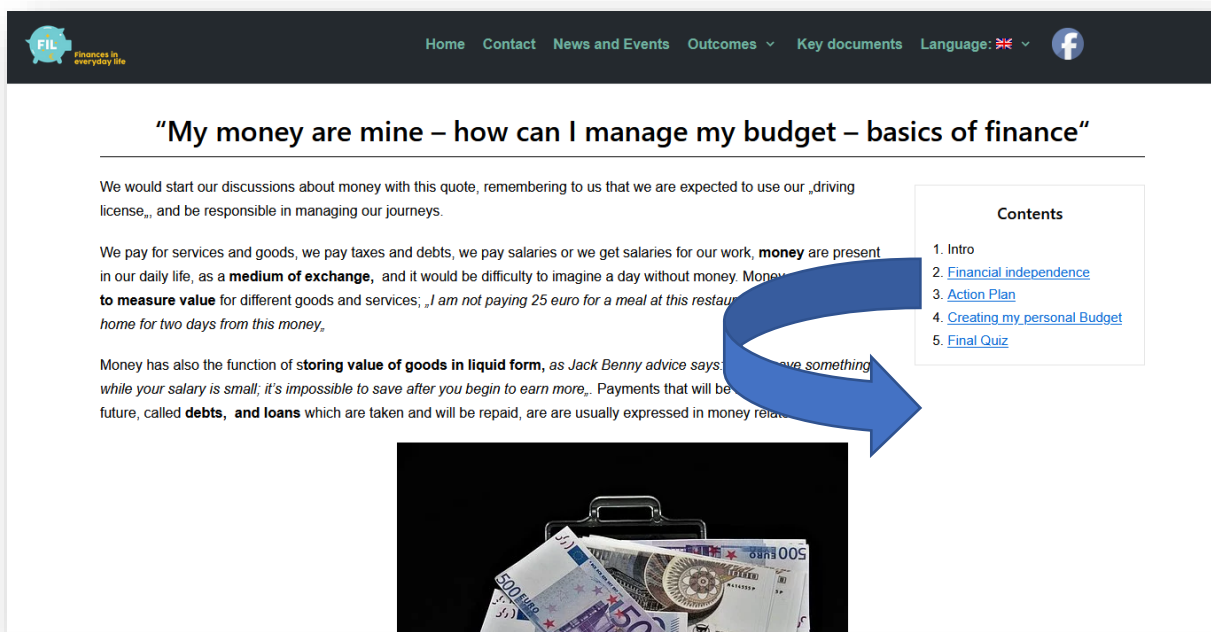 FIL
Finances in
everyday life
Home Contact News and Events Outcomes Key documents Language:
“My money are mine – how can I manage my budget – basics of finance“
We would start our discussions about money with this quote, remembering to us that we are expected to use our „driving
license„, and be responsible in managing our journeys.
We pay for services and goods, we pay taxes and debts, we pay salaries or we get salaries for our work, money are present
in our daily life, as a medium of exchange, and it would be difficulty to imagine a day without money. Money
to measure value for different goods and services; „I am not paying 25 euro for a meal at this
home for two days from this money„
Money has also the function of storing value of goods in liquid form, as Jack Benny advice says: something
while your salary is small; it’s impossible to save after you begin to earn more„. Payments that will be
future, called debts, and loans which are taken and will be repaid, are are usually expressed in money
Contents
1. Intro
2. Financial independence
3. Action Plan
4. Creating my personal Budget
5. Final Quiz
500
500 EURO
500